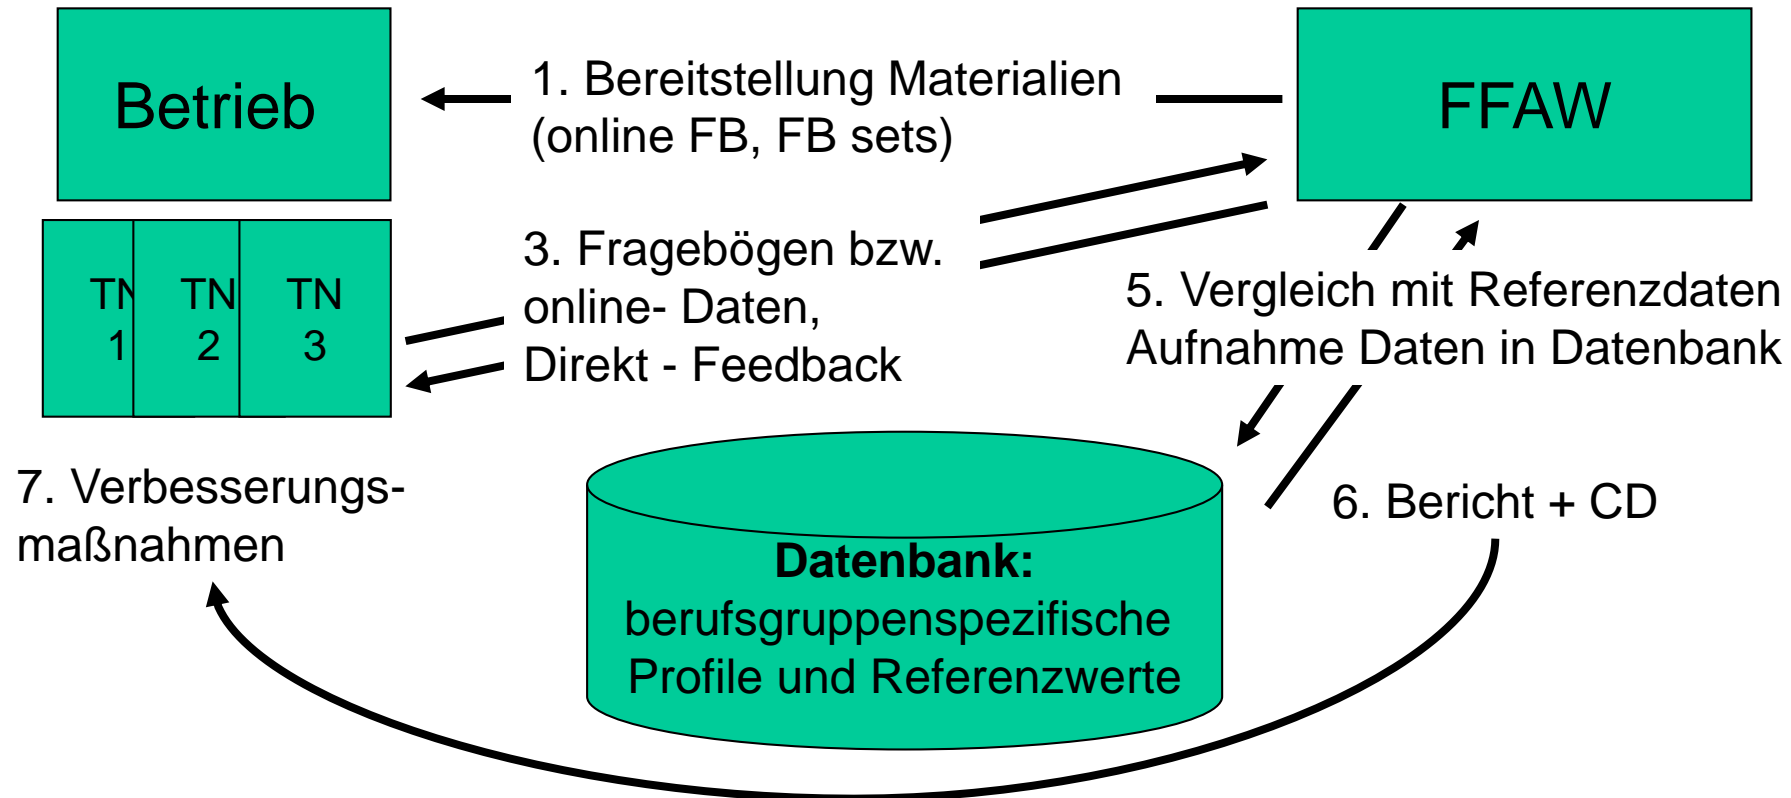 Betrieb
1. Bereitstellung Materialien
(online FB, FB sets)
FFAW
TN
1
TN
2
TN
3
3. Fragebögen bzw.
online- Daten,
Direkt - Feedback
5. Vergleich mit Referenzdaten
Aufnahme Daten in Datenbank
7. Verbesserungs-
maßnahmen
6. Bericht + CD
Datenbank:
berufsgruppenspezifische
Profile und Referenzwerte